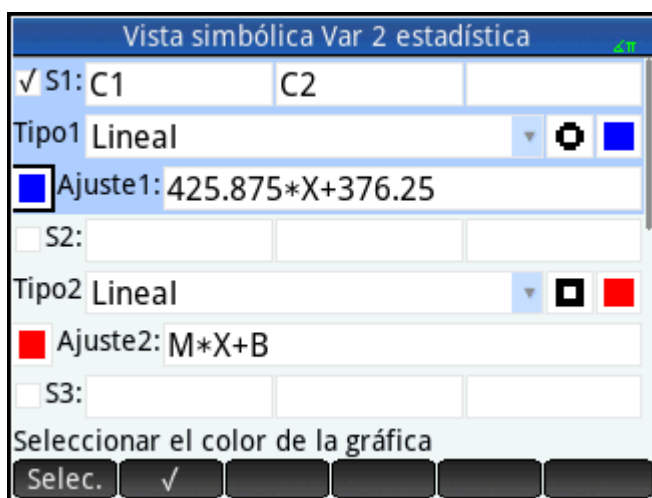 Vista simbólica Var 2 estadística ∡π
√ S1: C1 C2
Tipo1 Lineal
Ajuste1: 425.875*X+376.25
S2:
Tipo2 Lineal
Ajuste2: M*X+B
S3:
Seleccionar el color de la gráfica
Selec. √